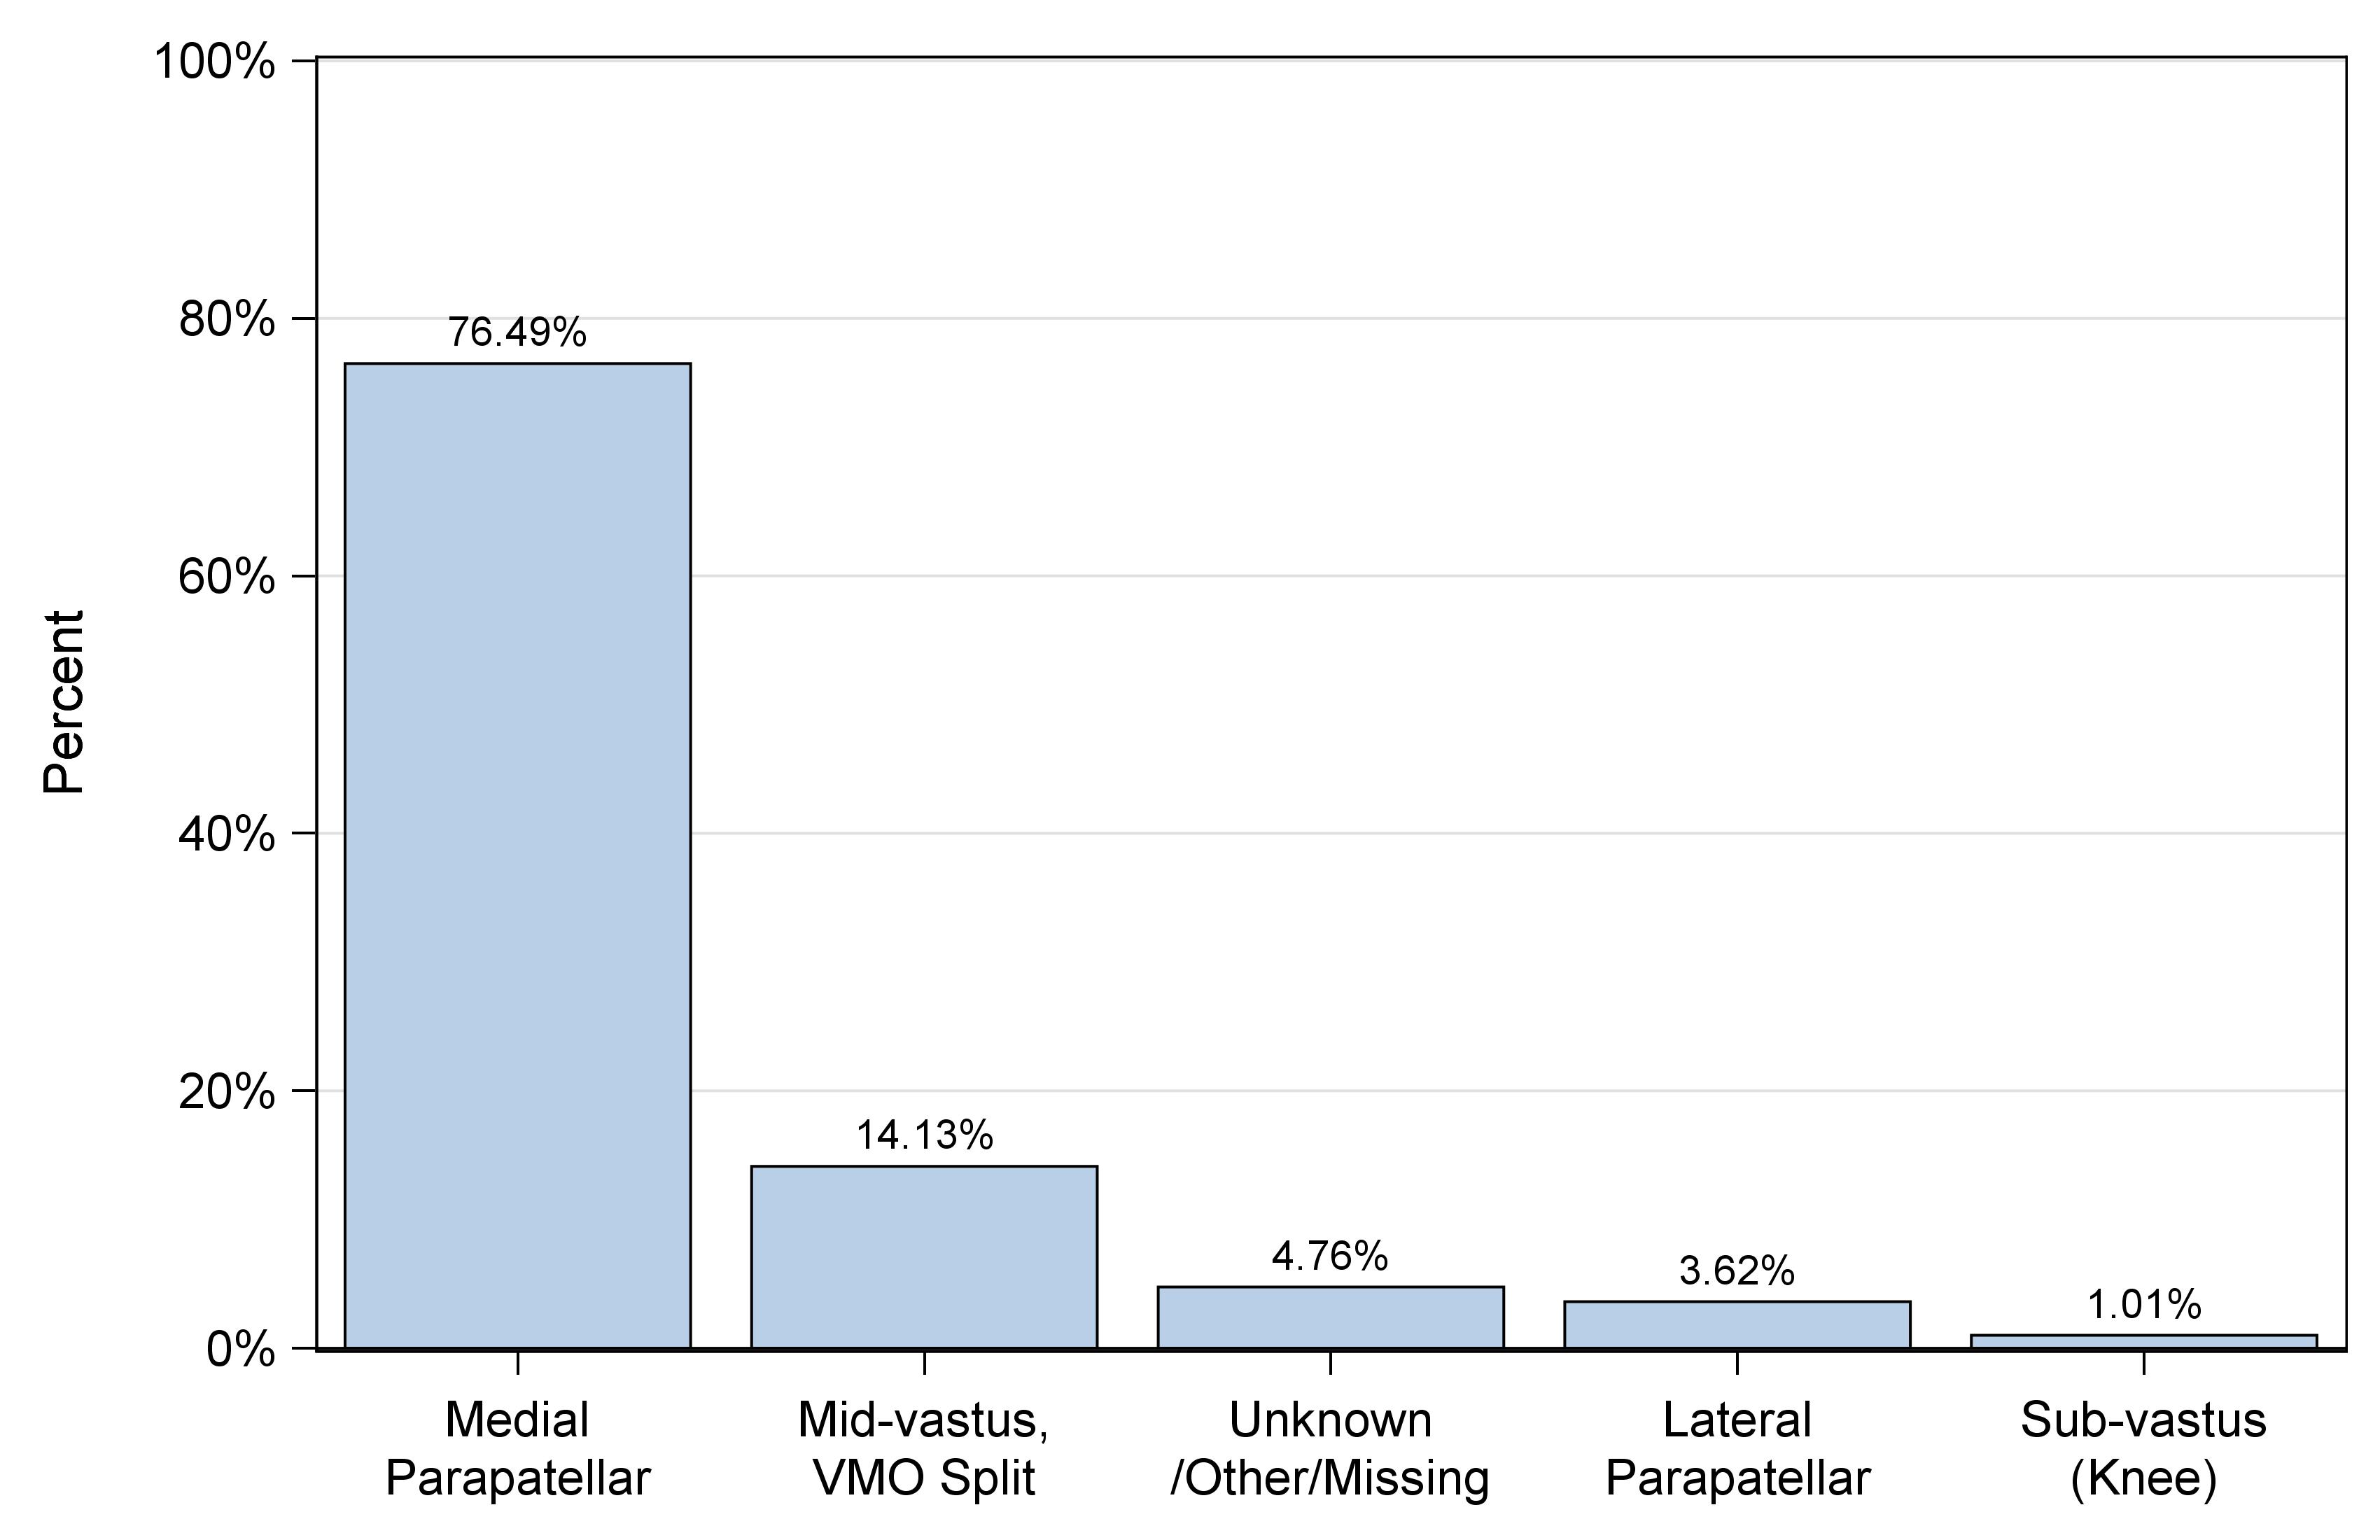 Percent
100%
80%
60%
40%
20%
0%
76.49%
14.13%
4.76%
3.62%
1.01%
Medial
Parapatellar
Mid-vastus,
VMO Split
Unknown
/Other/Missing
Lateral
Parapatellar
Sub-vastus
(Knee)